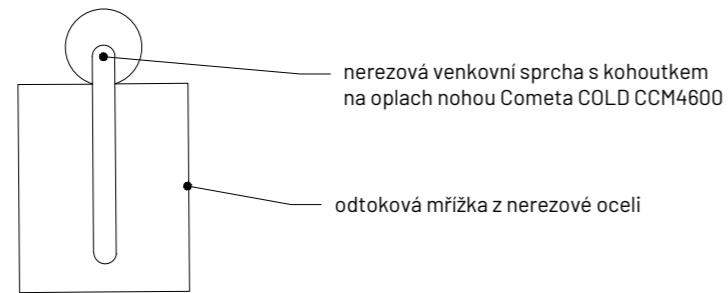 nerezová venkovní sprcha s kohoutkem
na oplach nohou Cometa COLD CCM4600
odtoková mřížka z nerezové oceli